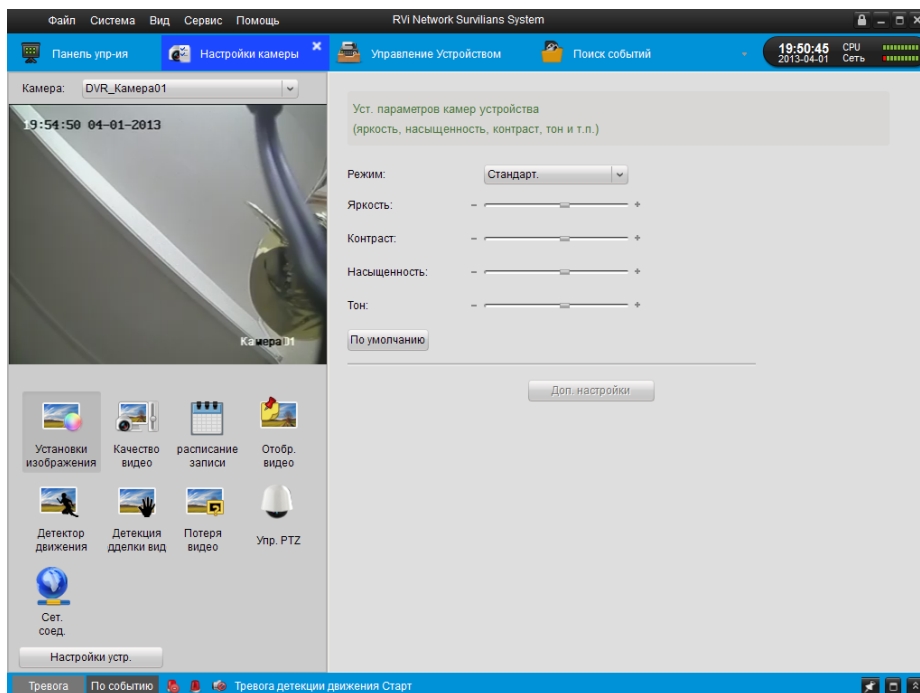 Файл Система Вид Сервис Помощь RVi Network Survilians System
Панель упр-ия Настройки камеры Управление Устройством Поиск событий 19:50:45 CPU
2013-04-01 Сеть
Камера: DVR_Камера01
19:54:50 04-01-2013
Уст. параметров камер устройства
(яркость, насыщенность, контраст, тон и т.п.)
Режим: Стандарт.
Яркость: - +
Контраст: - +
Насыщенность: - +
Тон: - +
Камера 01
По умолчанию
Доп. настройки
Установки изображения
Качество видео
расписание записи
Отобр. видео
Детектор движения
Детекция дделки вид
Потеря видео
Упр. PTZ
Сет. соед.
Настройки устр.
Тревога По событию Тревога детекции движения Старт